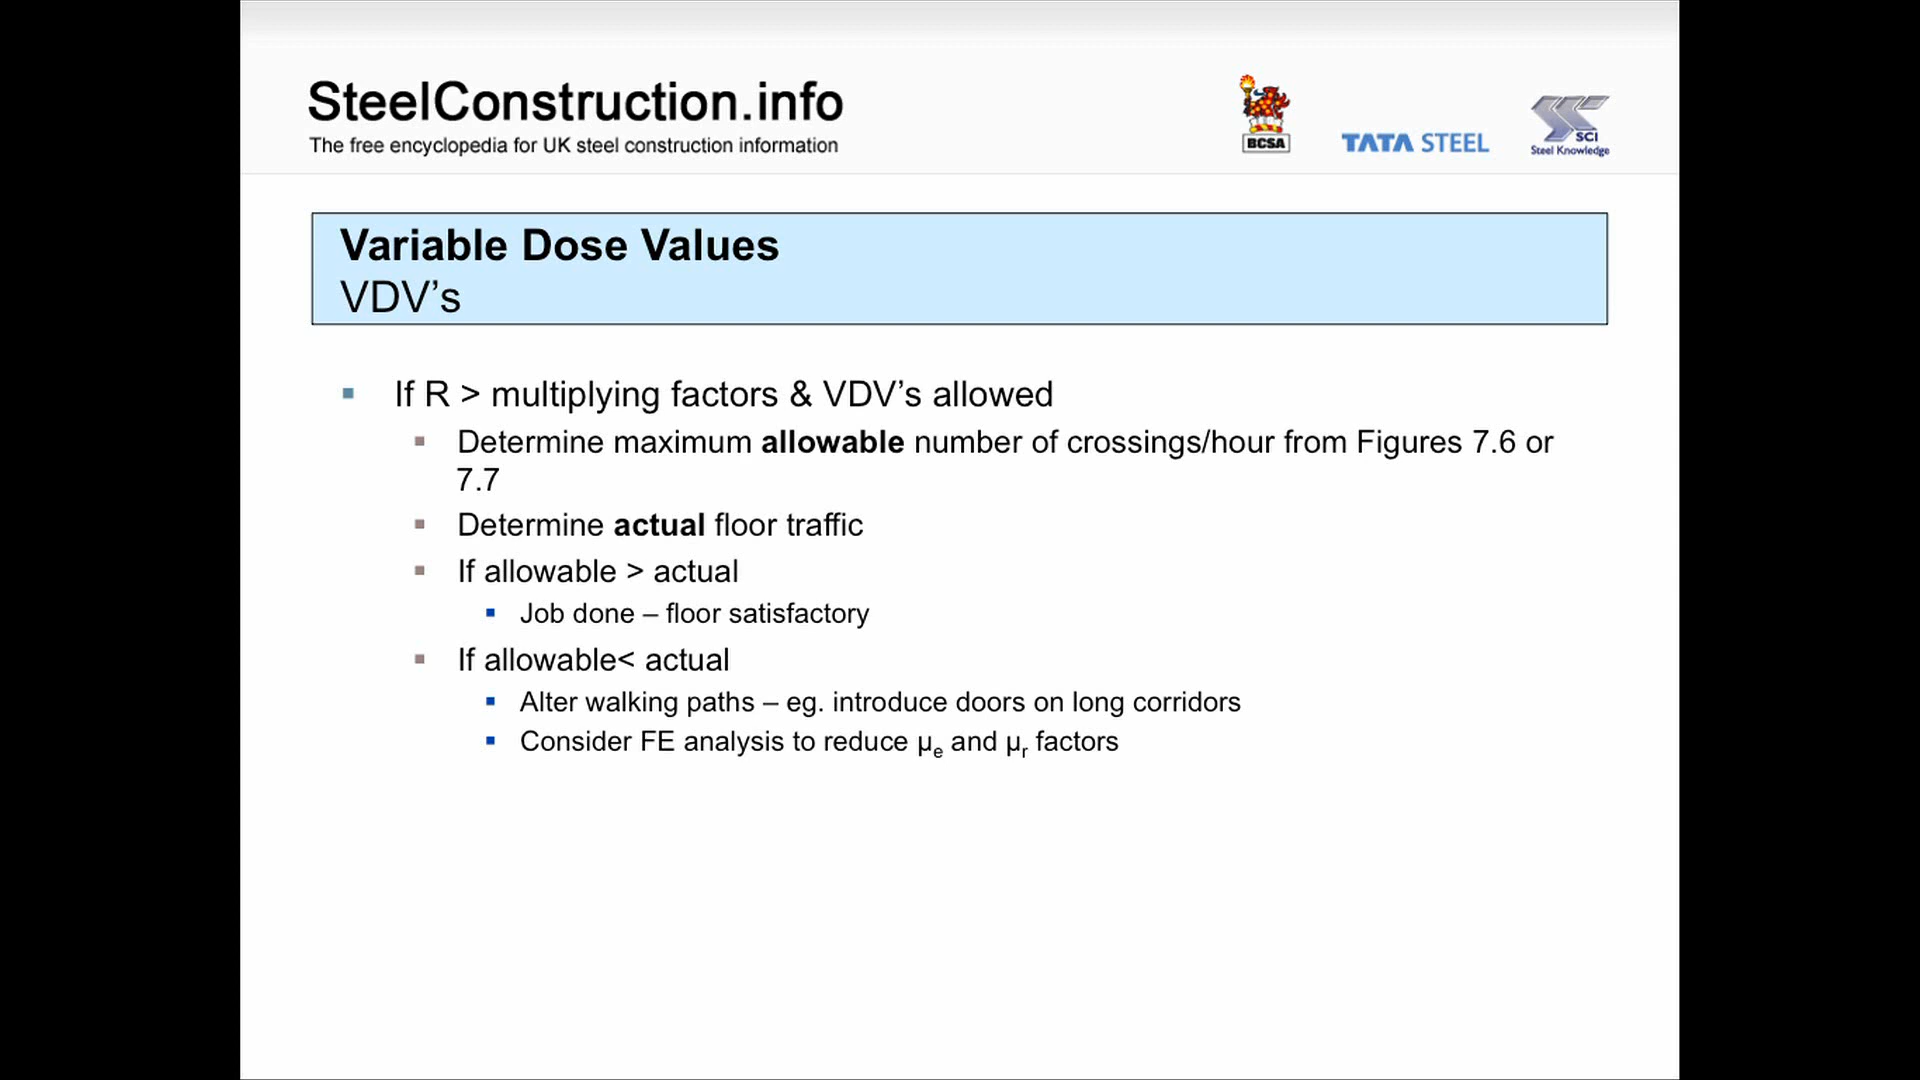 SteelConstruction.info
The free encyclopedia for UK steel construction information
BCSA
TATA STEEL
SCI
Steel Knowledge
Variable Dose Values
VDV’s
If R > multiplying factors & VDV’s allowed
Determine maximum allowable number of crossings/hour from Figures 7.6 or
7.7
Determine actual floor traffic
If allowable > actual
Job done – floor satisfactory
If allowable< actual
Alter walking paths – eg. introduce doors on long corridors
Consider FE analysis to reduce μe and μr factors